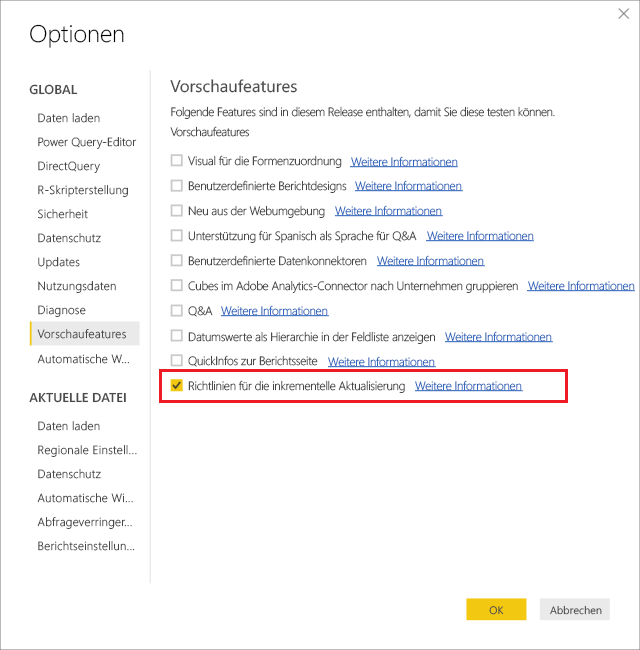 Optionen
GLOBAL
Daten laden
Power Query-Editor
DirectQuery
R-Skripterstellung
Sicherheit
Datenschutz
Updates
Nutzungsdaten
Diagnose
Vorschaufeatures
Automatische W...
AKTUELLE DATEI
Daten laden
Regionale Einstell...
Datenschutz
Automatische Wi...
Abfrageverringer...
Berichtseinstellun...
Vorschaufeatures
Folgende Features sind in diesem Release enthalten, damit Sie diese testen können.
Vorschaufeatures
Visual für die Formenzuordnung Weitere Informationen
Benutzerdefinierte Berichtdesigns Weitere Informationen
Neu aus der Webumgebung Weitere Informationen
Unterstützung für Spanisch als Sprache für Q&A Weitere Informationen
Benutzerdefinierte Datenkonnektoren Weitere Informationen
Cubes im Adobe Analytics-Connector nach Unternehmen gruppieren Weitere Informationen
Q&A Weitere Informationen
Datumswerte als Hierarchie in der Feldliste anzeigen Weitere Informationen
QuickInfos zur Berichtsseite Weitere Informationen
Richtlinien für die inkrementelle Aktualisierung Weitere Informationen
OK Abbrechen